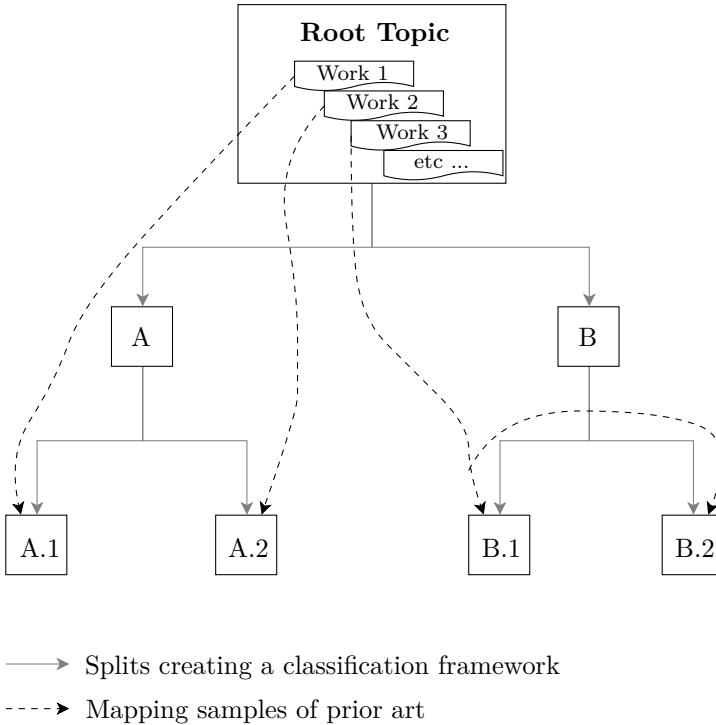 Root Topic
Work 1
Work 2
Work 3
etc ...
A
B
A.1
A.2
B.1
B.2
Splits creating a classification framework
Mapping samples of prior art